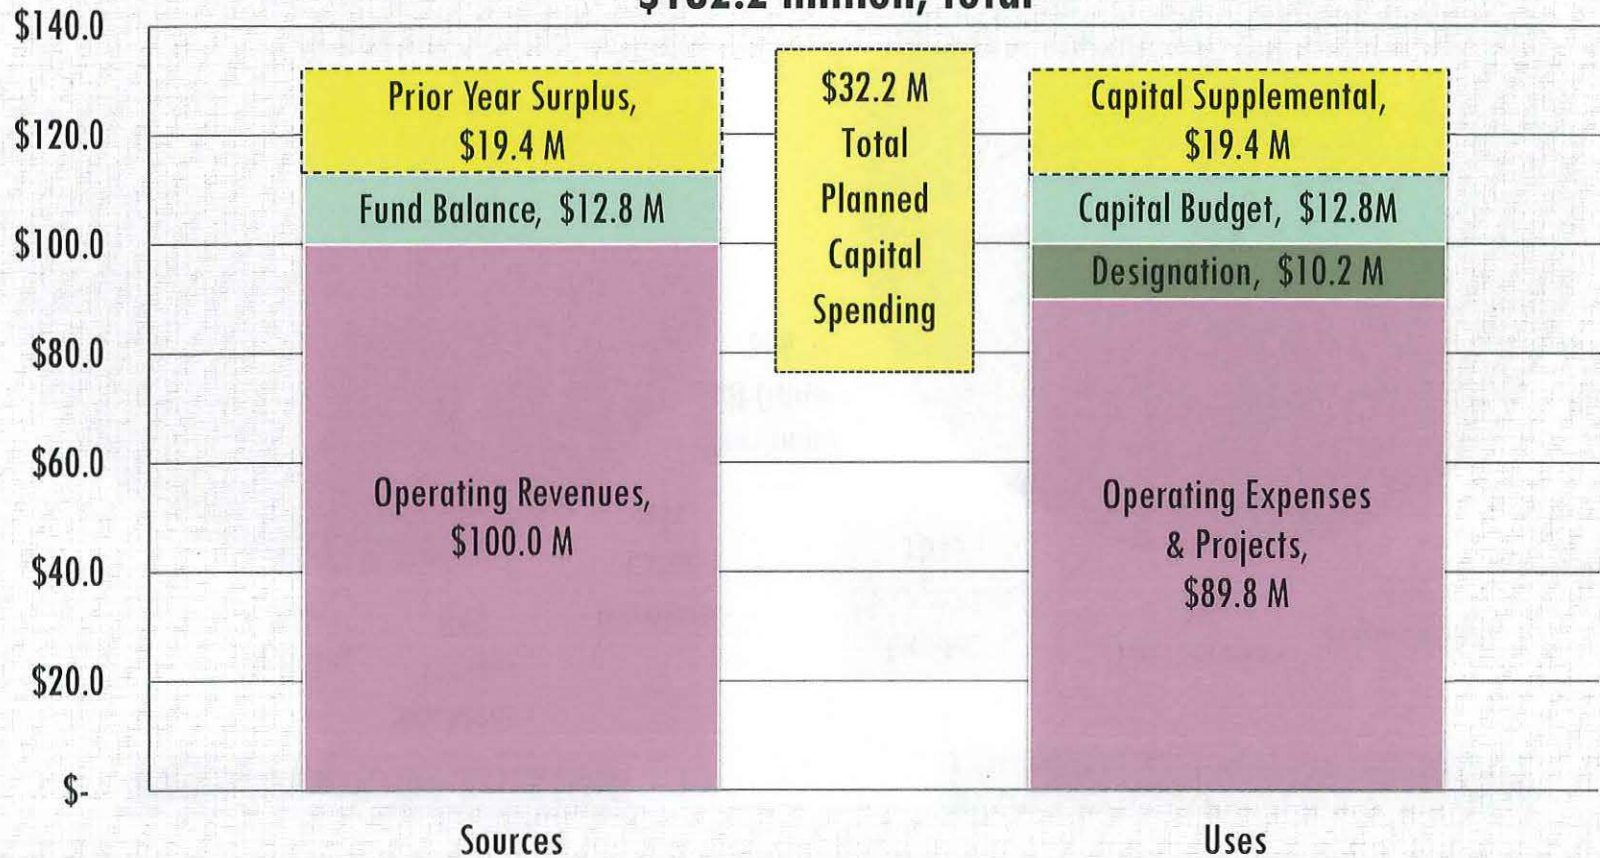 $140.0
$120.0
$100.0
$80.0
$60.0
$40.0
$20.0
$-
Prior Year Surplus,
$19.4 M
Fund Balance, $12.8 M
Operating Revenues,
$100.0 M
Sources
$32.2 M
Total
Planned
Capital
Spending
Capital Supplemental,
$19.4 M
Capital Budget, $12.8M
Designation, $10.2 M
Operating Expenses
& Projects,
$89.8 M
Uses